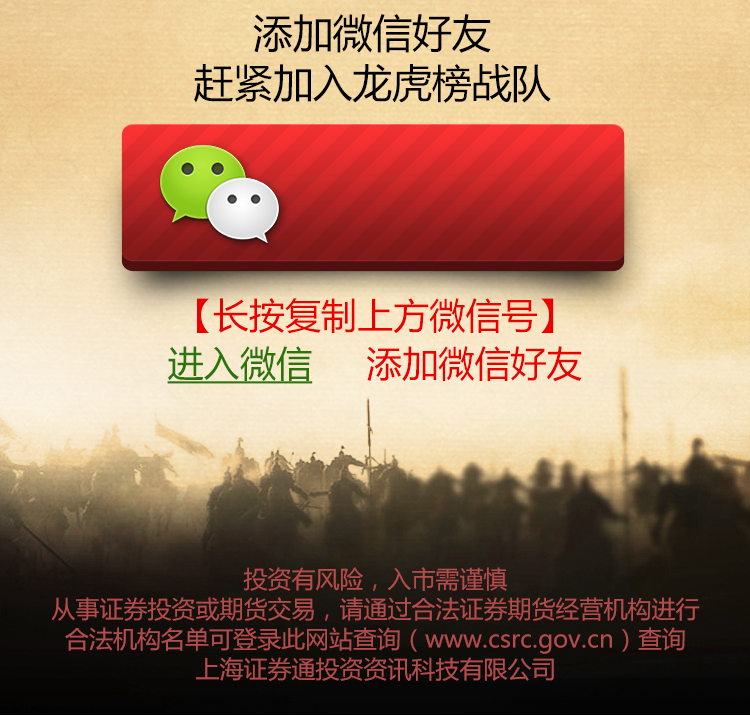 添加微信好友
赶紧加入龙虎榜战队
【长按复制上方微信号】
进入微信 添加微信好友
投资有风险，入市需谨慎
从事证券投资或期货交易，请通过合法证券期货经营机构进行
合法机构名单可登录此网站查询（www.csrc.gov.cn）查询
上海证券通投资资讯科技有限公司